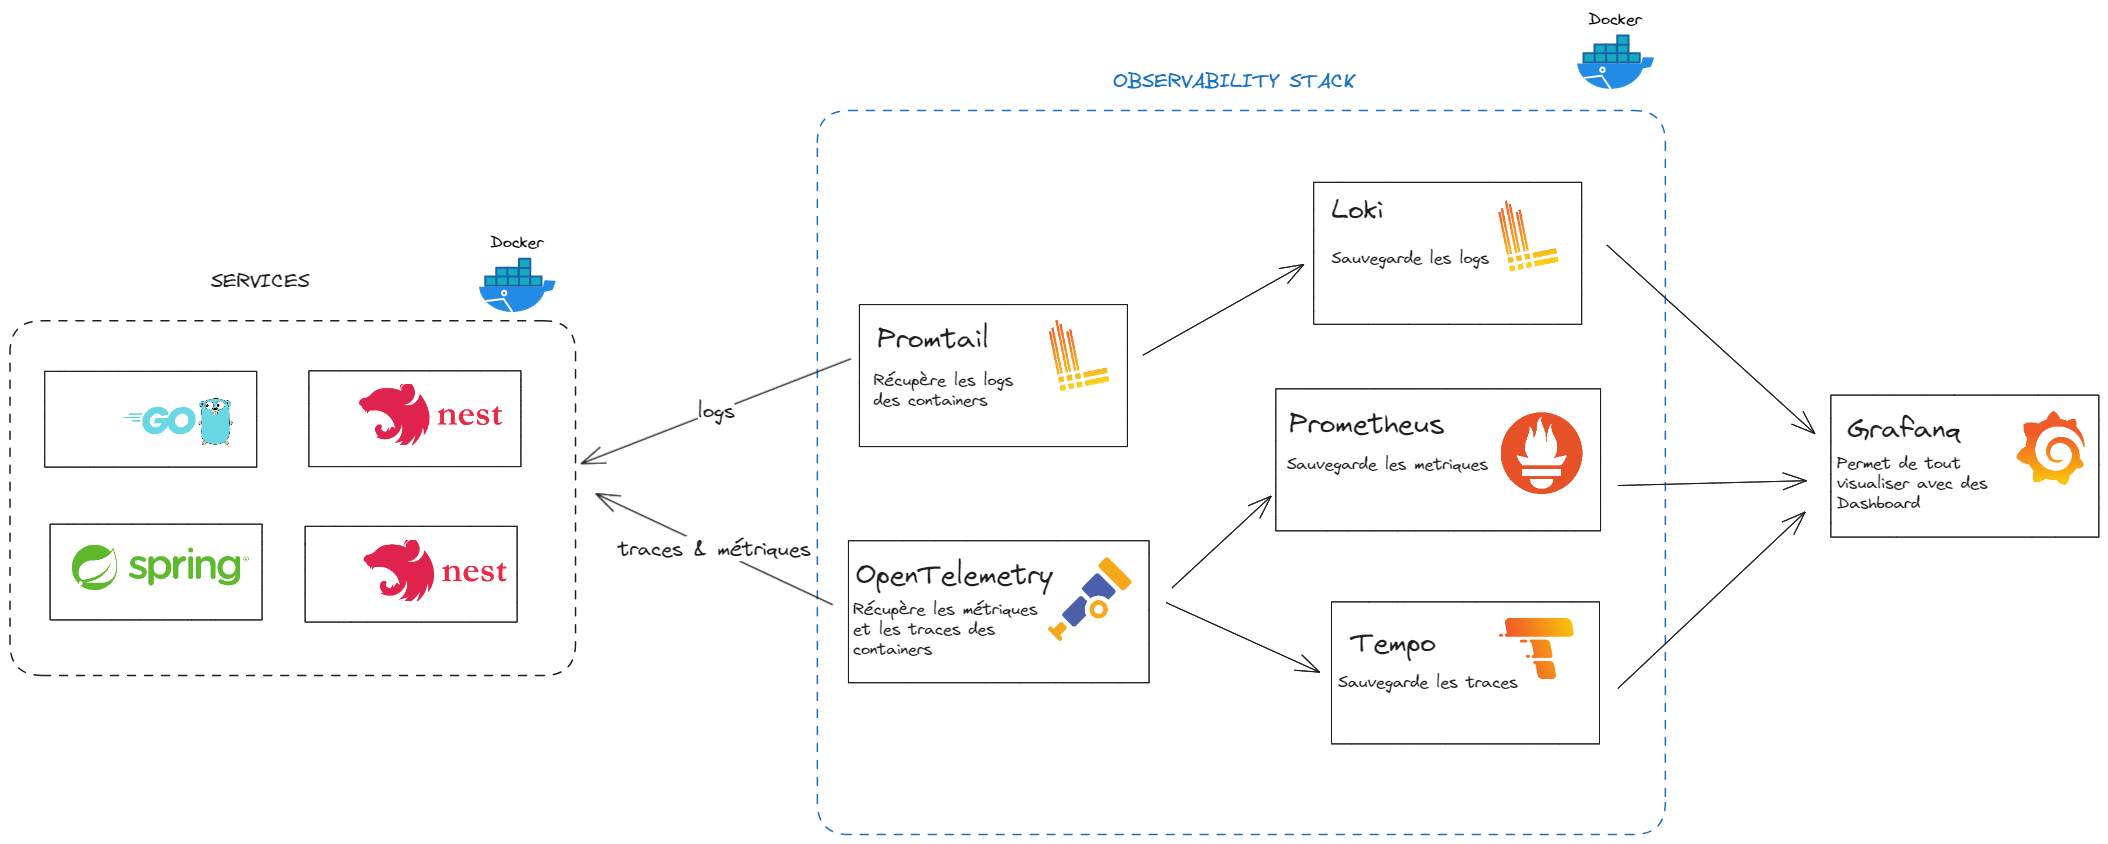 SERVICES
Docker
GO
nest
spring
nest
logs
traces & métriques
OBSERVABILITY STACK
Docker
Promtail
Récupère les logs
des containers
OpenTelemetry
Récupère les métriques
et les traces des
containers
Loki
Sauvegarde les logs
Prometheus
Sauvegarde les metriques
Tempo
Sauvegarde les traces
Grafana
Permet de tout
visualiser avec des
Dashboard